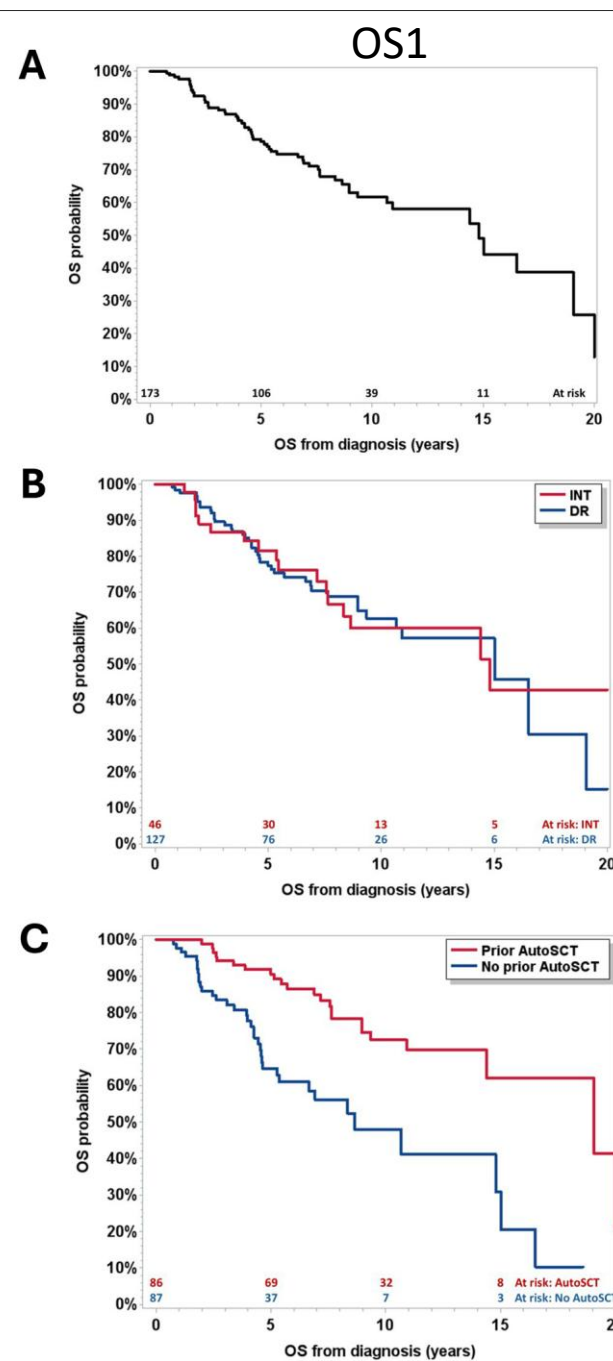 OS1
A
100%
90%
80%
70%
60%
50%
40%
30%
20%
10%
0%
OS probability
173 106 39 11 At risk
0 5 10 15 20
OS from diagnosis (years)
B
INT
DR
100%
90%
80%
70%
60%
50%
40%
30%
20%
10%
0%
OS probability
46 30 13 5 At risk: INT
127 76 26 6 At risk: DR
0 5 10 15 20
OS from diagnosis (years)
C
Prior AutoSCT
No prior AutoSCT
100%
90%
80%
70%
60%
50%
40%
30%
20%
10%
0%
OS probability
86 69 32 8 At risk: AutoSCT
87 37 7 3 At risk: No AutoSCT
0 5 10 15
OS from diagnosis (years)